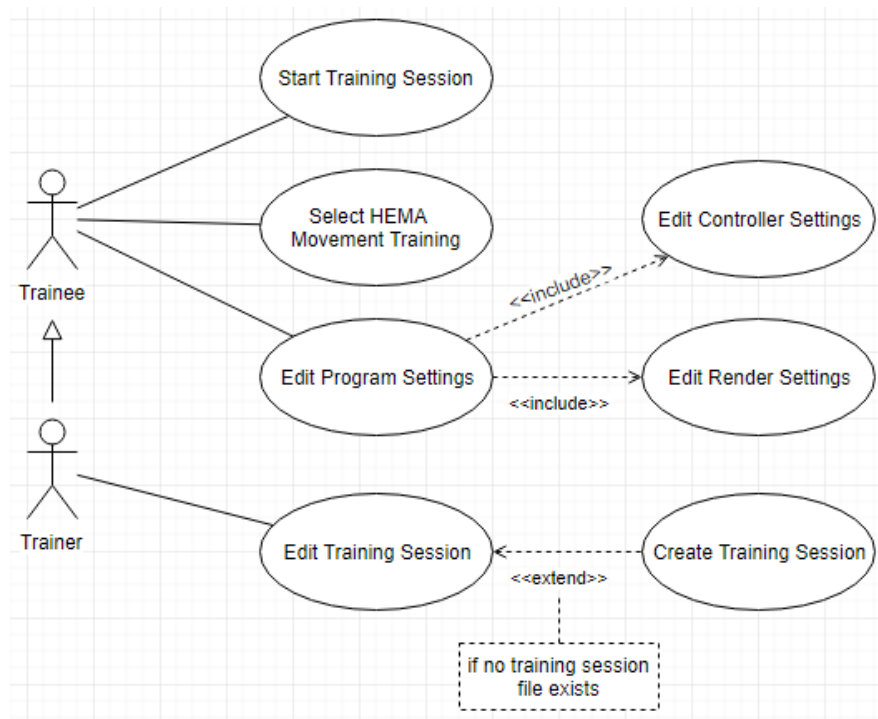 Start Training Session
Select HEMA
Movement Training
Edit Controller Settings
Trainee
<<include>>
Edit Program Settings
Edit Render Settings
<<include>>
Trainer
Edit Training Session
Create Training Session
<<extend>>
if no training session
file exists